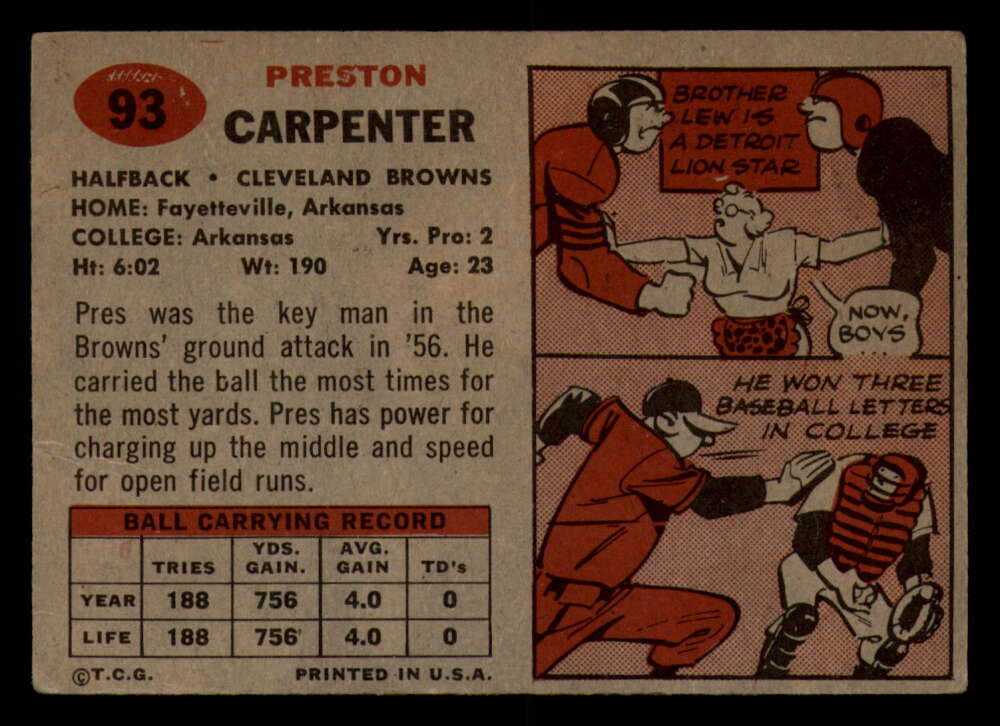 93
PRESTON
CARPENTER
HALFBACK • CLEVELAND BROWNS
HOME: Fayetteville, Arkansas
COLLEGE: Arkansas Yrs. Pro: 2
Ht: 6:02 Wt: 190 Age: 23
Pres was the key man in the
Browns' ground attack in '56. He
carried the ball the most times for
the most yards. Pres has power for
charging up the middle and speed
for open field runs.
BALL CARRYING RECORD
TRIES YDS. GAIN. AVG. GAIN TD's
YEAR 188 756 4.0 0
LIFE 188 756 4.0 0
©T.C.G. PRINTED IN U.S.A.
BROTHER
LEW IS
A DETROIT
LION STAR
NOW,
BOYS
...
HE WON THREE
BASEBALL LETTERS
IN COLLEGE